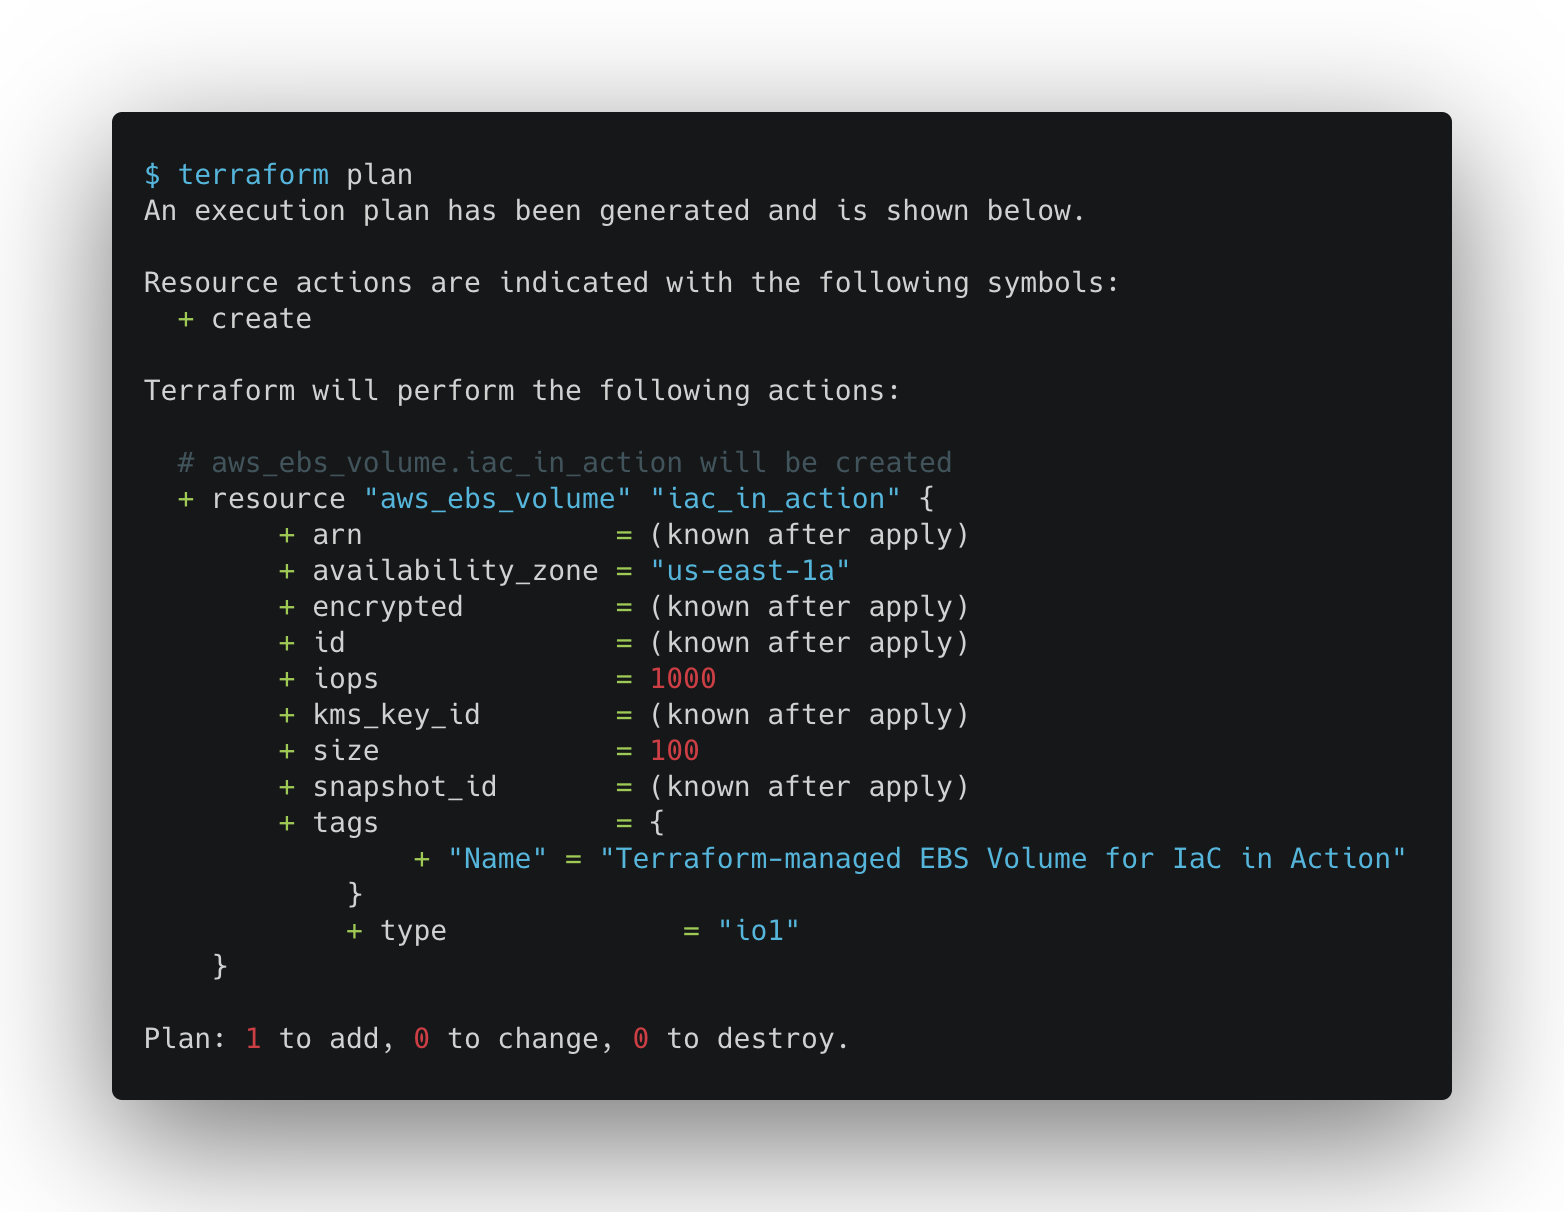 $ terraform plan
An execution plan has been generated and is shown below.

Resource actions are indicated with the following symbols:
  + create

Terraform will perform the following actions:

  # aws_ebs_volume.iac_in_action will be created
  + resource "aws_ebs_volume" "iac_in_action" {
        + arn               = (known after apply)
        + availability_zone = "us-east-1a"
        + encrypted         = (known after apply)
        + id                = (known after apply)
        + iops              = 1000
        + kms_key_id        = (known after apply)
        + size              = 100
        + snapshot_id       = (known after apply)
        + tags              = {
                + "Name" = "Terraform-managed EBS Volume for IaC in Action"
            }
            + type              = "io1"
    }

Plan: 1 to add, 0 to change, 0 to destroy.